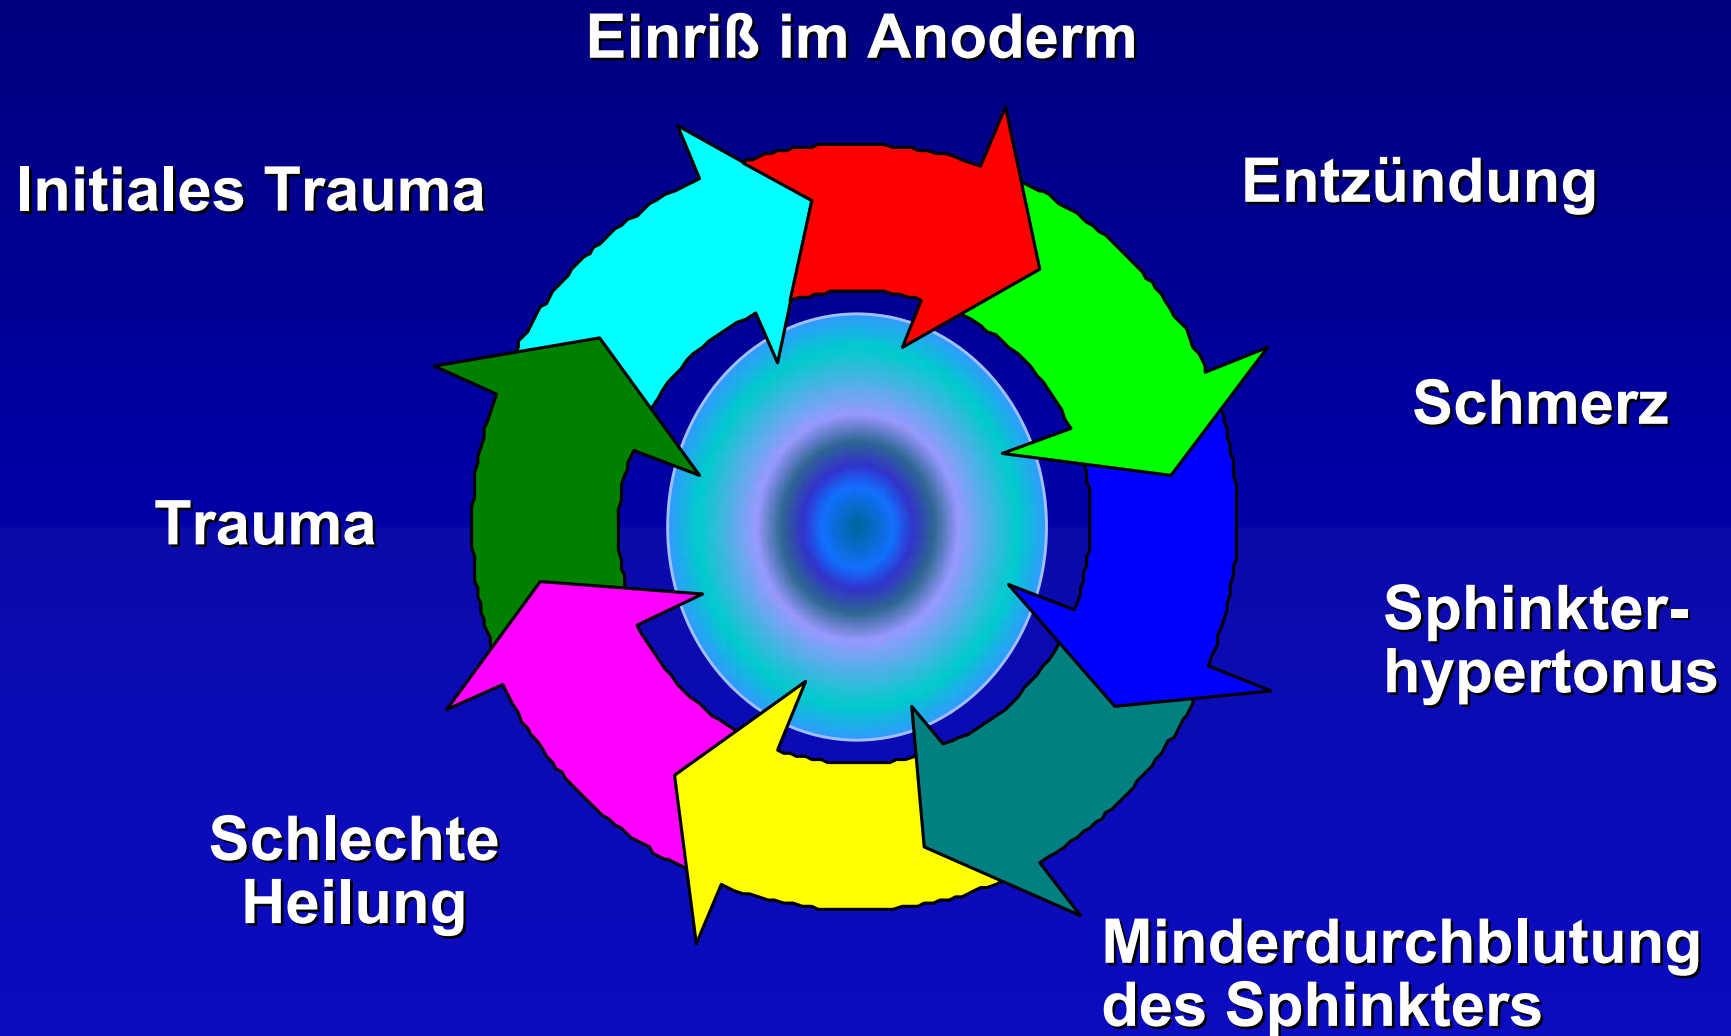 Einriß im Anoderm
Initiales Trauma
Entzündung
Schmerz
Trauma
Sphinkter-
hypertonus
Schlechte
Heilung
Minderdurchblutung
des Sphinkters